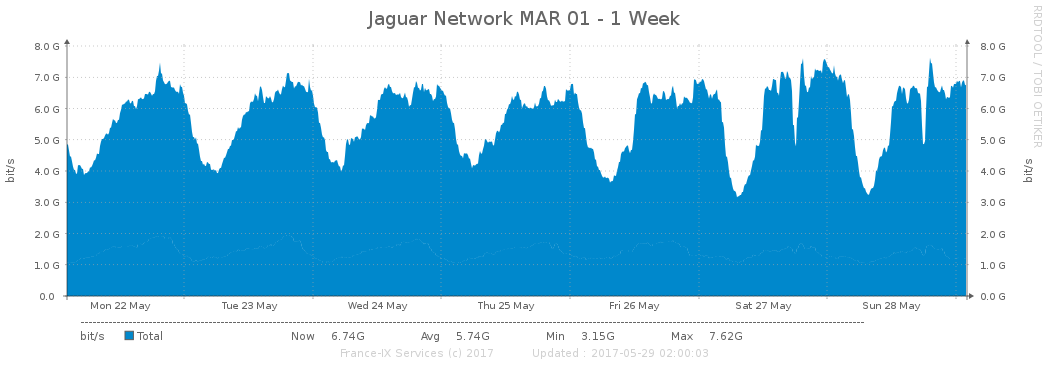 Jaguar Network MAR 01 - 1 Week
RRDTOOL / TOBI OETIKER
bit/s
8.0 G 8.0 G
7.0 G 7.0 G
6.0 G 6.0 G
5.0 G 5.0 G
4.0 G 4.0 G
3.0 G 3.0 G
2.0 G 2.0 G
1.0 G 1.0 G
0.0 0.0 G
bit/s
Mon 22 May Tue 23 May Wed 24 May Thu 25 May Fri 26 May Sat 27 May Sun 28 May
bit/s Total Now 6.74G Avg 5.74G Min 3.15G Max 7.62G
France-IX Services (c) 2017 Updated : 2017-05-29 02:00:03